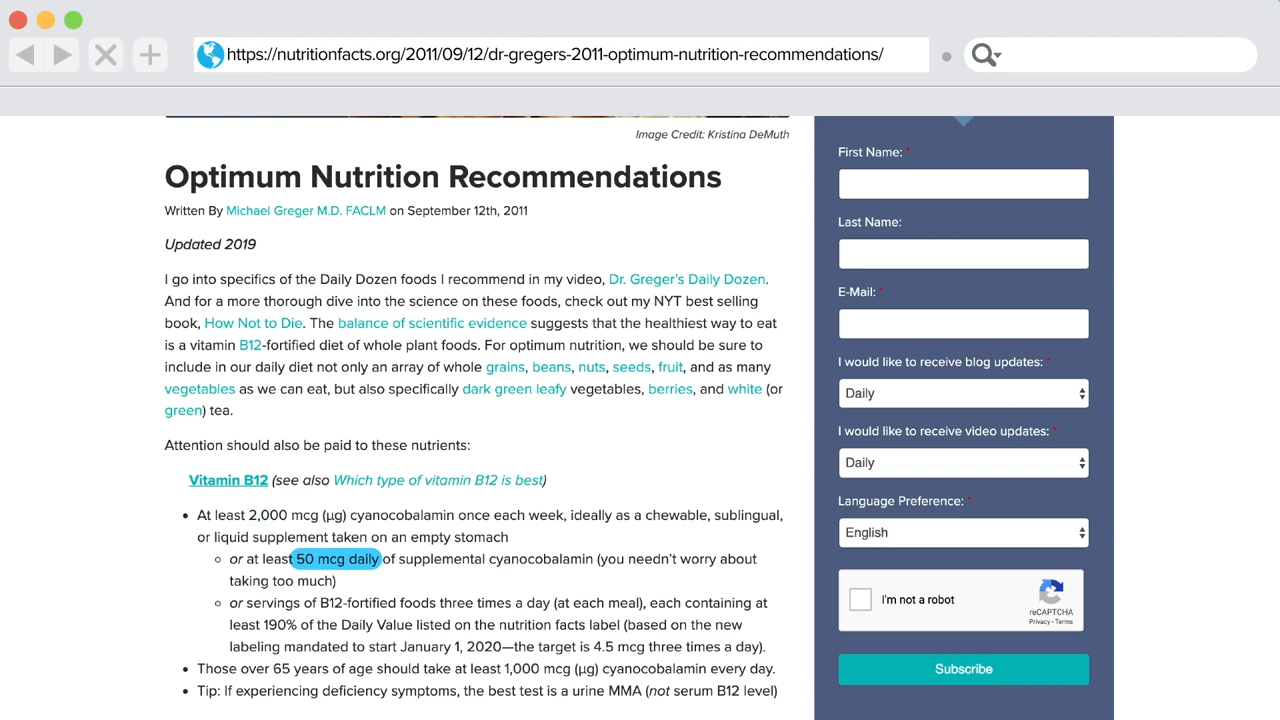 https://nutritionfacts.org/2011/09/12/dr-gregers-2011-optimum-nutrition-recommendations/
Image Credit: Kristina DeMuth
Optimum Nutrition Recommendations
Written By Michael Greger M.D. FACLM on September 12th, 2011
Updated 2019
I go into specifics of the Daily Dozen foods I recommend in my video, Dr. Greger’s Daily Dozen.
And for a more thorough dive into the science on these foods, check out my NYT best selling
book, How Not to Die. The balance of scientific evidence suggests that the healthiest way to eat
is a vitamin B12-fortified diet of whole plant foods. For optimum nutrition, we should be sure to
include in our daily diet not only an array of whole grains, beans, nuts, seeds, fruit, and as many
vegetables as we can eat, but also specifically dark green leafy vegetables, berries, and white (or
green) tea.
Attention should also be paid to these nutrients:
Vitamin B12 (see also Which type of vitamin B12 is best)
• At least 2,000 mcg (µg) cyanocobalamin once each week, ideally as a chewable, sublingual,
or liquid supplement taken on an empty stomach
○ or at least 50 mcg daily of supplemental cyanocobalamin (you needn’t worry about
taking too much)
○ or servings of B12-fortified foods three times a day (at each meal), each containing at
least 190% of the Daily Value listed on the nutrition facts label (based on the new
labeling mandated to start January 1, 2020—the target is 4.5 mcg three times a day).
• Those over 65 years of age should take at least 1,000 mcg (µg) cyanocobalamin every day.
• Tip: If experiencing deficiency symptoms, the best test is a urine MMA (not serum B12 level)
First Name: *
Last Name:
E-Mail: *
I would like to receive blog updates: *
Daily
I would like to receive video updates: *
Daily
Language Preference: *
English
I'm not a robot
reCAPTCHA
Privacy - Terms
Subscribe